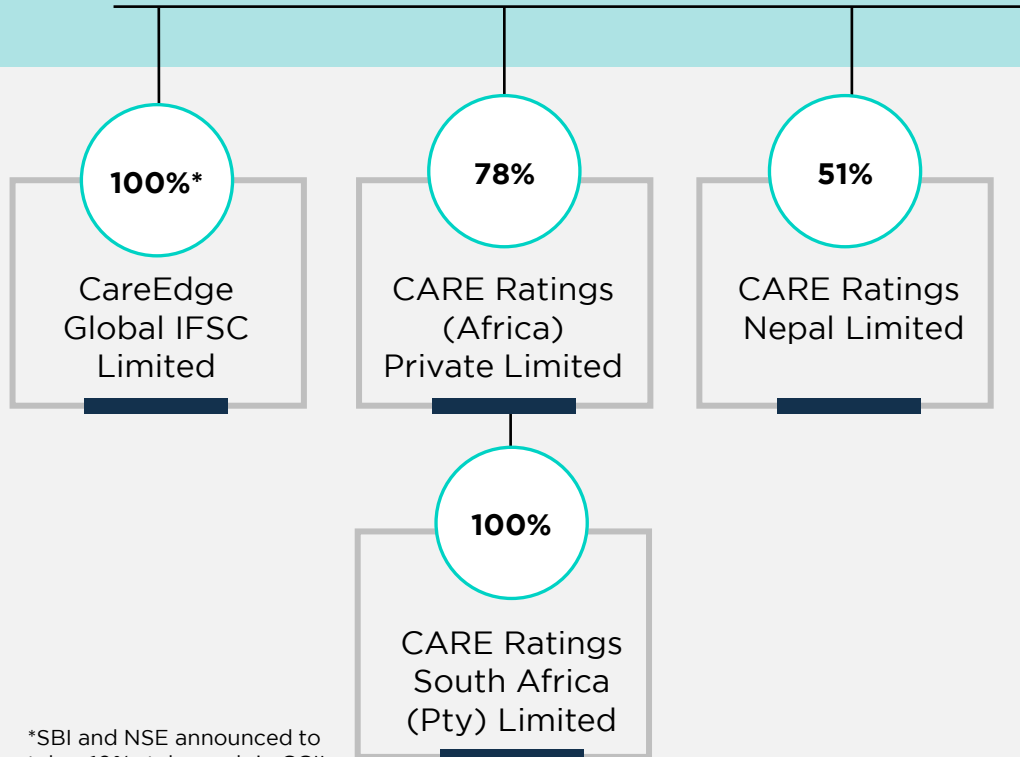 100%*
CareEdge
Global IFSC
Limited
78%
CARE Ratings
(Africa)
Private Limited
51%
CARE Ratings
Nepal Limited
100%
CARE Ratings
South Africa
(Pty) Limited
*SBI and NSE announced to